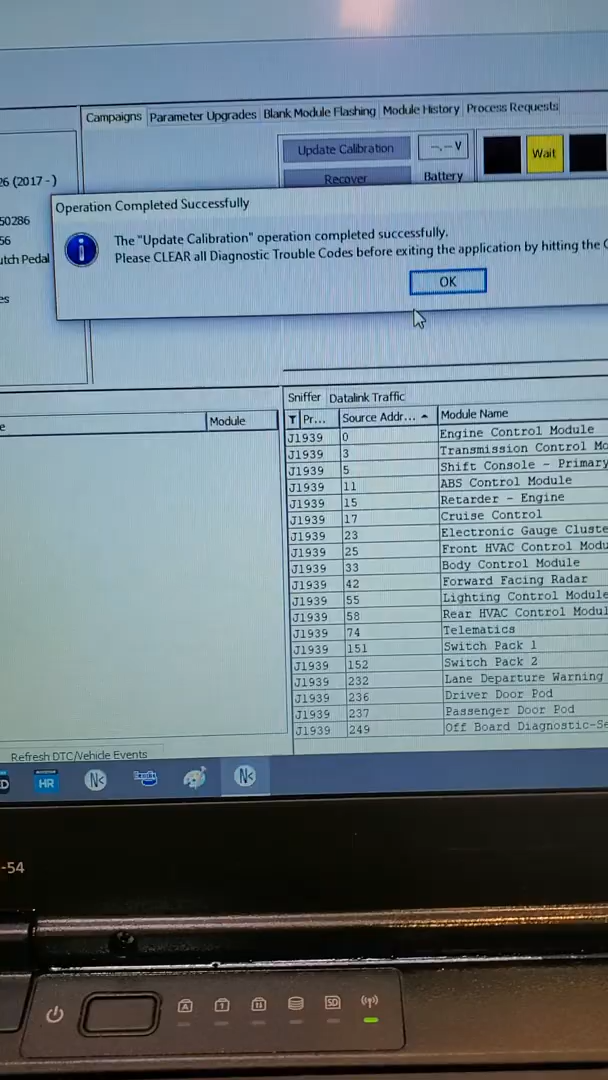 Campaigns Parameter Upgrades Blank Module Flashing Module History Process Requests
Update Calibration --.-- V Wait
Recover Battery
26 (2017 - )
50286
56
utch Pedal
es
Operation Completed Successfully
The "Update Calibration" operation completed successfully.
Please CLEAR all Diagnostic Trouble Codes before exiting the application by hitting the
OK
Sniffer Datalink Traffic
e Module
T Pr... Source Addr... Module Name
J1939 0 Engine Control Module
J1939 3 Transmission Control Mo
J1939 5 Shift Console - Primary
J1939 11 ABS Control Module
J1939 15 Retarder - Engine
J1939 17 Cruise Control
J1939 23 Electronic Gauge Cluste
J1939 25 Front HVAC Control Modu
J1939 33 Body Control Module
J1939 42 Forward Facing Radar
J1939 55 Lighting Control Module
J1939 58 Rear HVAC Control Modul
J1939 74 Telematics
J1939 151 Switch Pack 1
J1939 152 Switch Pack 2
J1939 232 Lane Departure Warning
J1939 236 Driver Door Pod
J1939 237 Passenger Door Pod
J1939 249 Off Board Diagnostic-Se
Refresh DTC/Vehicle Events
HR N< N<
-54
A 1 SD